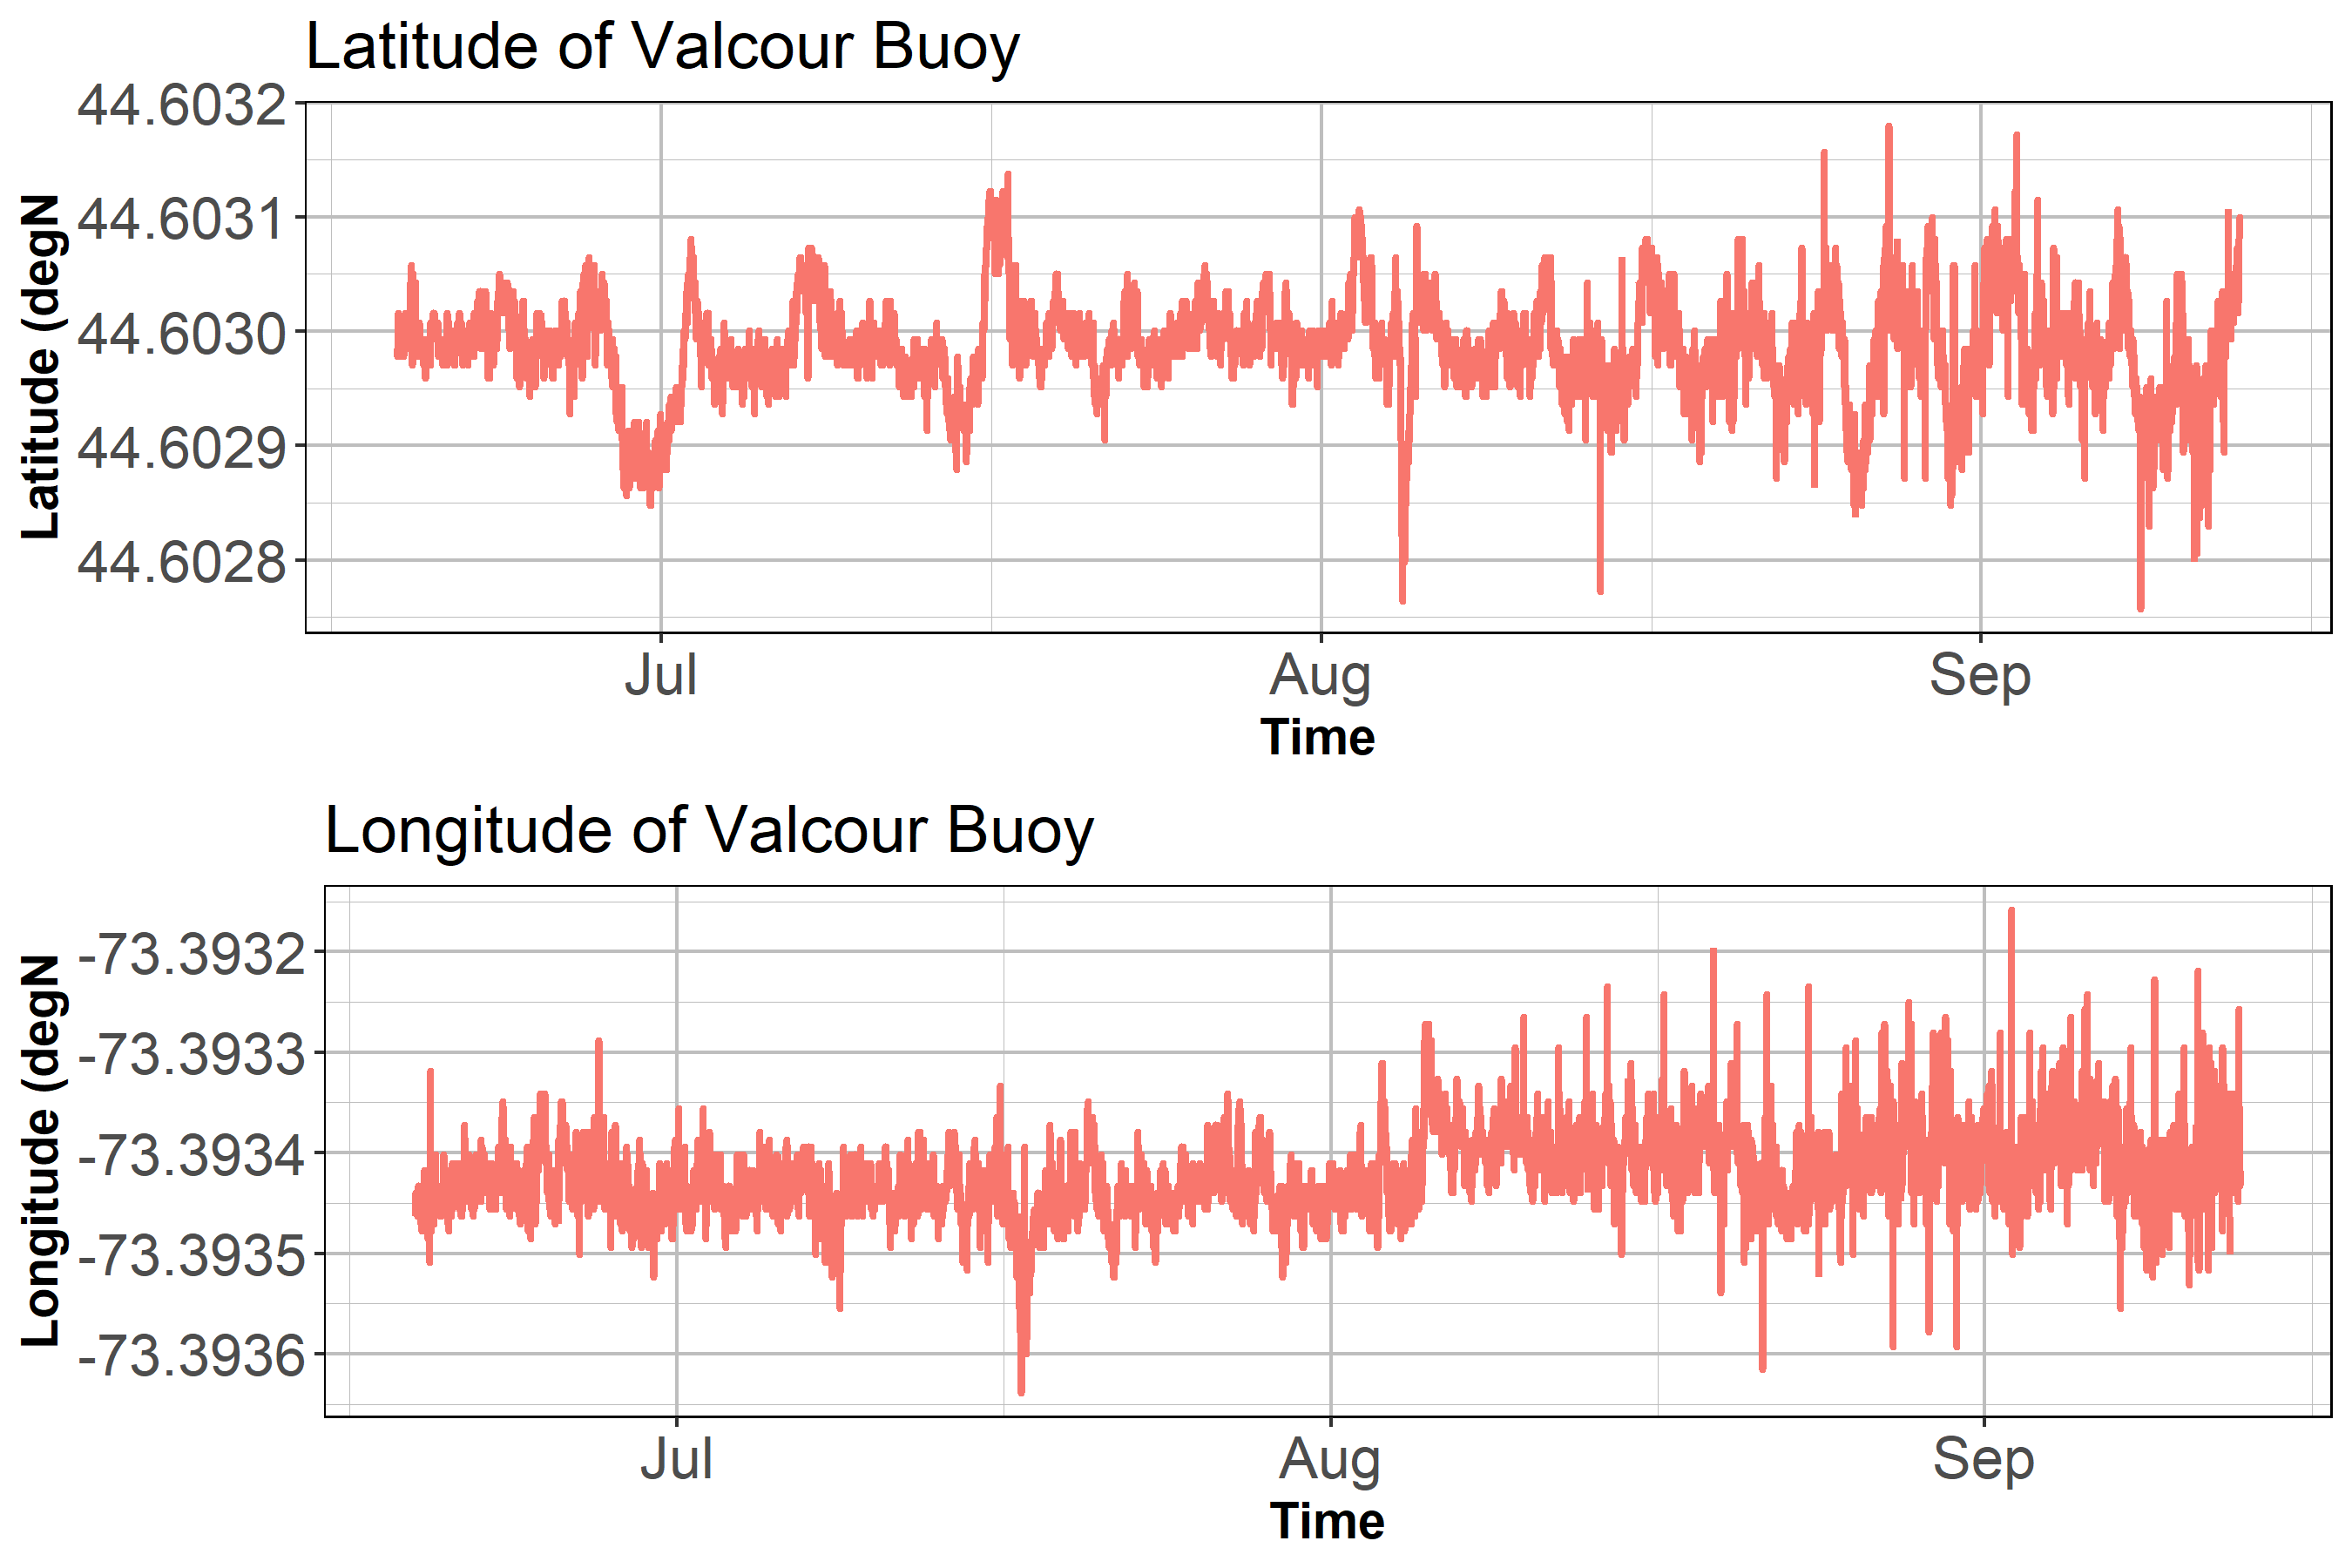 Latitude of Valcour Buoy
44.6032
44.6031
44.6030
44.6029
44.6028
Latitude (degN
Jul Aug Sep
Time
Longitude of Valcour Buoy
-73.3932
-73.3933
-73.3934
-73.3935
-73.3936
Longitude (degN
Jul Aug Sep
Time